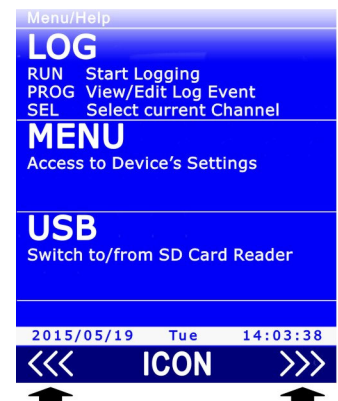 Menu/Help
LOG
RUN Start Logging
PROG View/Edit Log Event
SEL Select current Channel
MENU
Access to Device's Settings
USB
Switch to/from SD Card Reader
2015/05/19 Tue 14:03:38
<<< ICON >>>